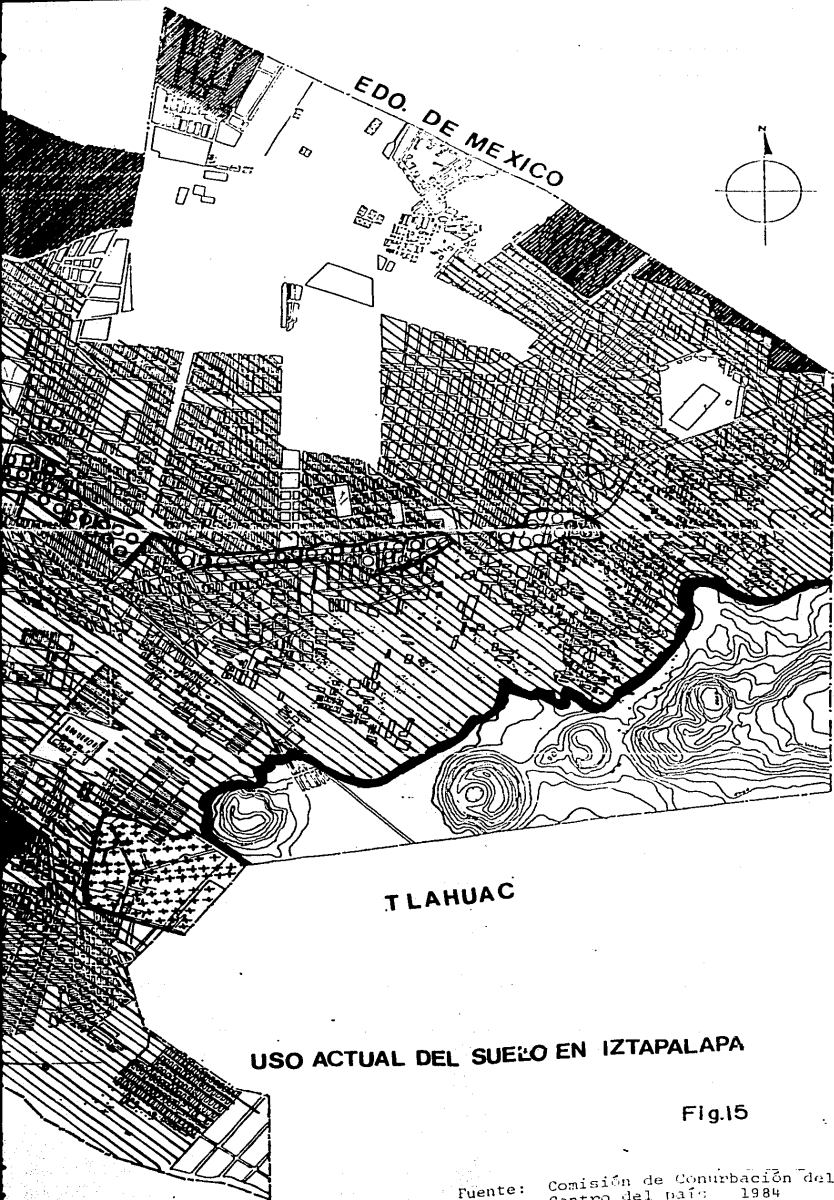 EDO. DE MEXICO
N
TLAHUAC
USO ACTUAL DEL SUELO EN IZTAPALAPA
Fig.15
Fuente: Comisión de Conurbación del
Centro del país 1984